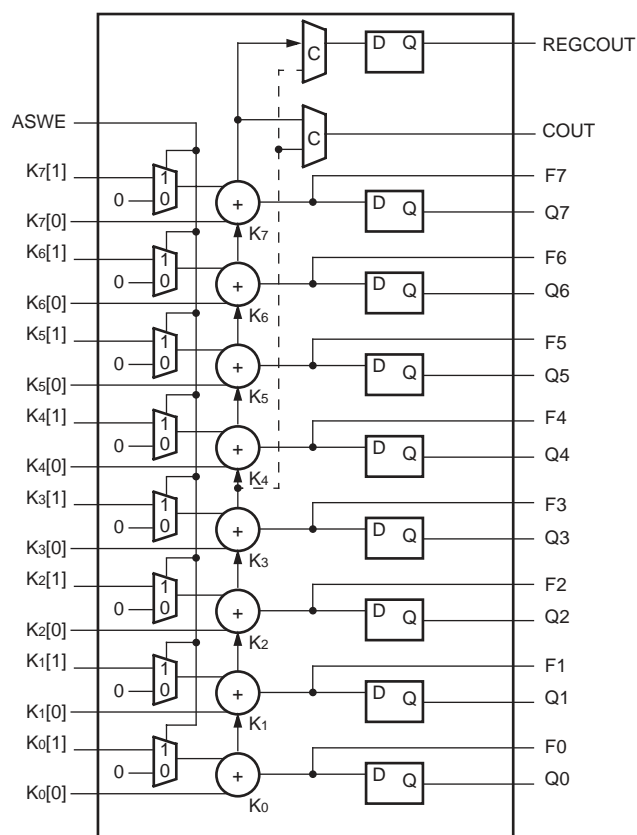 D Q REGCOUT
C
ASWE
C COUT
K7[1] 1 F7
0 0 + D Q Q7
K7[0] K7
K6[1] 1 F6
0 0 + D Q Q6
K6[0] K6
K5[1] 1 F5
0 0 + D Q Q5
K5[0] K5
K4[1] 1 F4
0 0 + D Q Q4
K4[0] K4
K3[1] 1 F3
0 0 + D Q Q3
K3[0] K3
K2[1] 1 F2
0 0 + D Q Q2
K2[0] K2
K1[1] 1 F1
0 0 + D Q Q1
K1[0] K1
K0[1] 1 F0
0 0 + D Q Q0
K0[0] K0